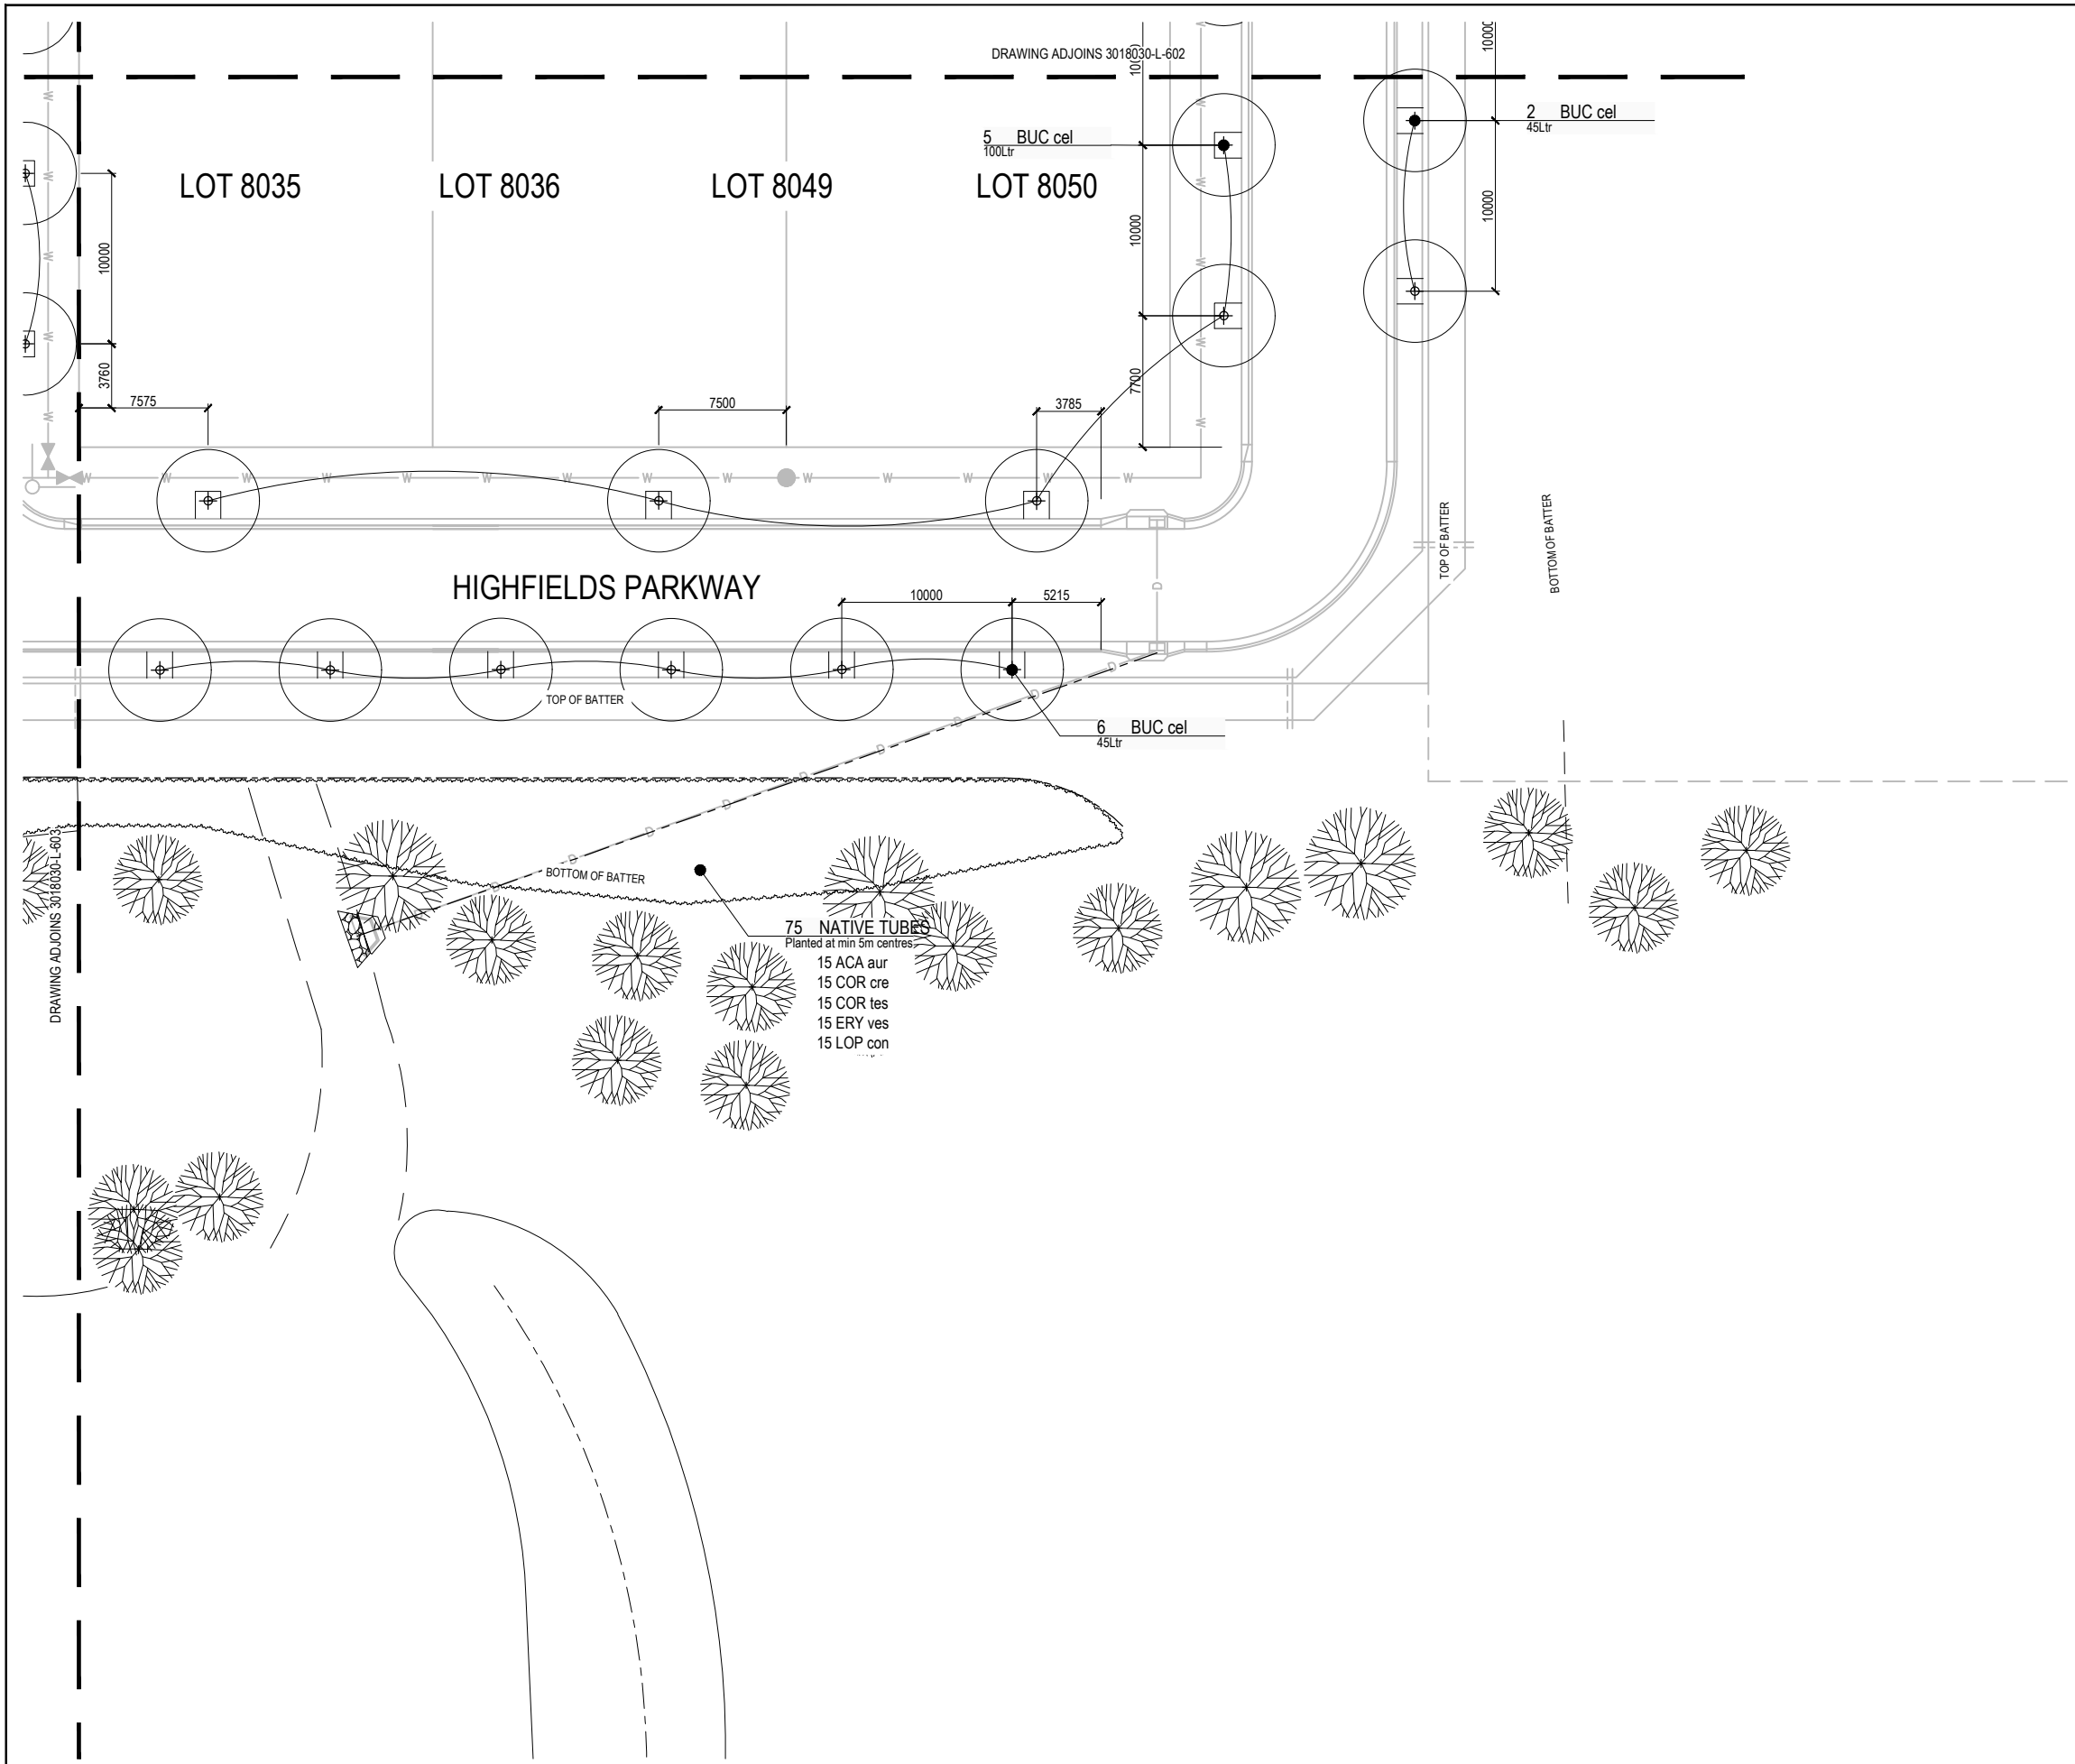 DRAWING ADJOINS 3018030-L-602
10000
10000
2 BUC cel
45Ltr
5 BUC cel
100Ltr
LOT 8035
LOT 8036
LOT 8049
LOT 8050
10000
10000
10000
3760
7700
7575
7500
3785
W W W W W W W W W W W W W W
W
W
W
W
W
W
W
W
W
W
W
TOP OF BATTER
BOTTOM OF BATTER
HIGHFIELDS PARKWAY
10000
5215
D
TOP OF BATTER
6 BUC cel
45Ltr
D D D D D D D D D
DRAWING ADJOINS 3018030-L-603
BOTTOM OF BATTER
75 NATIVE TUBES
Planted at min 5m centres
15 ACA aur
15 COR cre
15 COR tes
15 ERY ves
15 LOP con